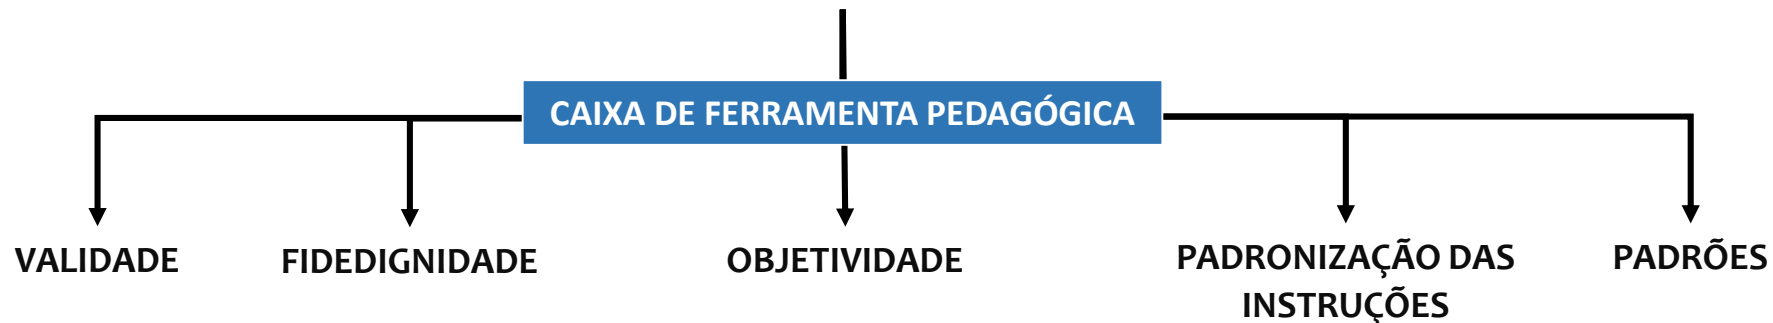 CAIXA DE FERRAMENTA PEDAGÓGICA
VALIDADE
FIDEDIGNIDADE
OBJETIVIDADE
PADRONIZAÇÃO DAS
INSTRUÇÕES
PADRÕES